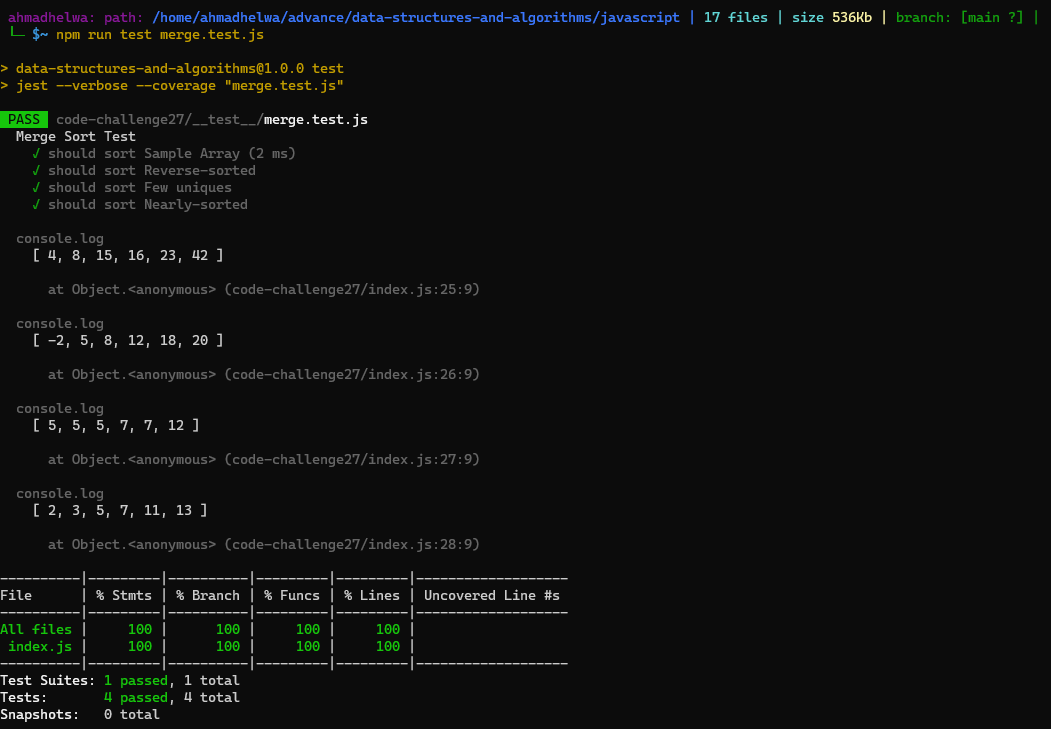 ahmadhelwa: path: /home/ahmadhelwa/advance/data-structures-and-algorithms/javascript | 17 files | size 536Kb | branch: [main ?] |
└─ $~ npm run test merge.test.js
> data-structures-and-algorithms@1.0.0 test
> jest --verbose --coverage "merge.test.js"
PASS code-challenge27/__test__/merge.test.js
Merge Sort Test
√ should sort Sample Array (2 ms)
√ should sort Reverse-sorted
√ should sort Few uniques
√ should sort Nearly-sorted
console.log
[ 4, 8, 15, 16, 23, 42 ]
at Object.<anonymous> (code-challenge27/index.js:25:9)
console.log
[ -2, 5, 8, 12, 18, 20 ]
at Object.<anonymous> (code-challenge27/index.js:26:9)
console.log
[ 5, 5, 5, 7, 7, 12 ]
at Object.<anonymous> (code-challenge27/index.js:27:9)
console.log
[ 2, 3, 5, 7, 11, 13 ]
at Object.<anonymous> (code-challenge27/index.js:28:9)
----------|---------|----------|---------|---------|-------------------
File      | % Stmts | % Branch | % Funcs | % Lines | Uncovered Line #s
----------|---------|----------|---------|---------|-------------------
All files |     100 |      100 |     100 |     100 |
 index.js |     100 |      100 |     100 |     100 |
----------|---------|----------|---------|---------|-------------------
Test Suites: 1 passed, 1 total
Tests:       4 passed, 4 total
Snapshots:   0 total